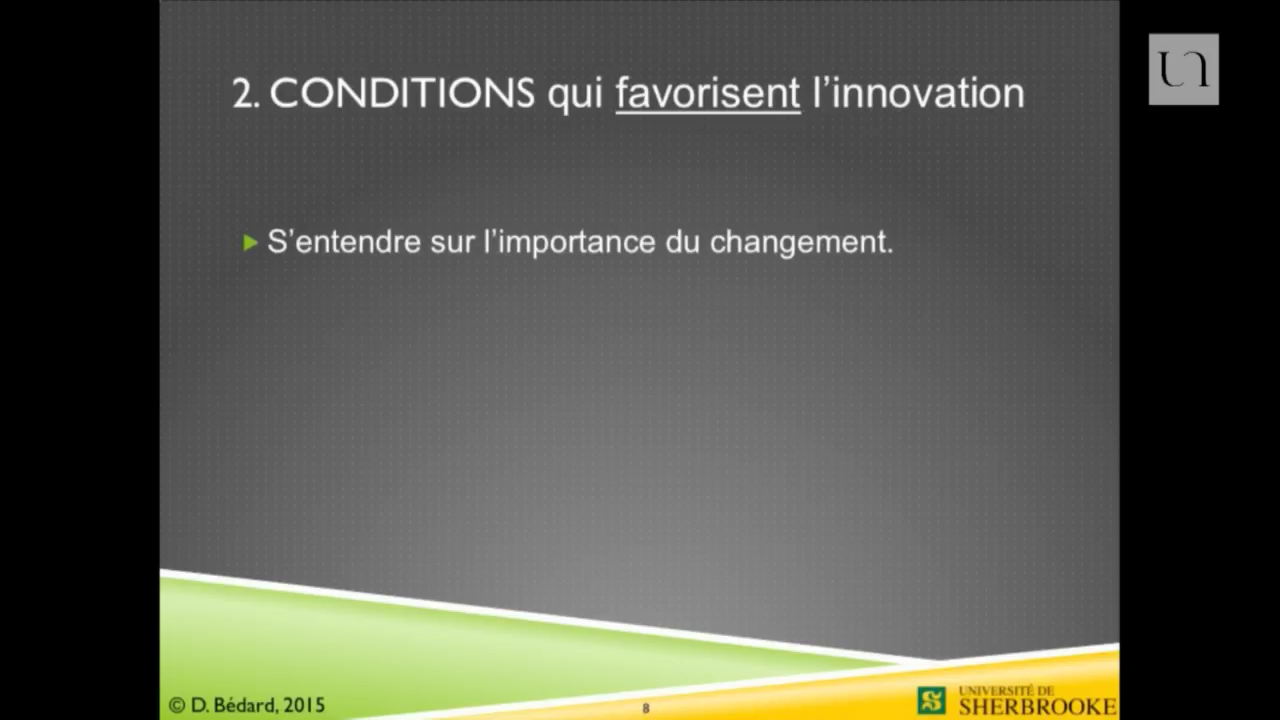 2. CONDITIONS qui favorisent l’innovation
S’entendre sur l’importance du changement.
© D. Bédard, 2015
8
UNIVERSITÉ DE
SHERBROOKE